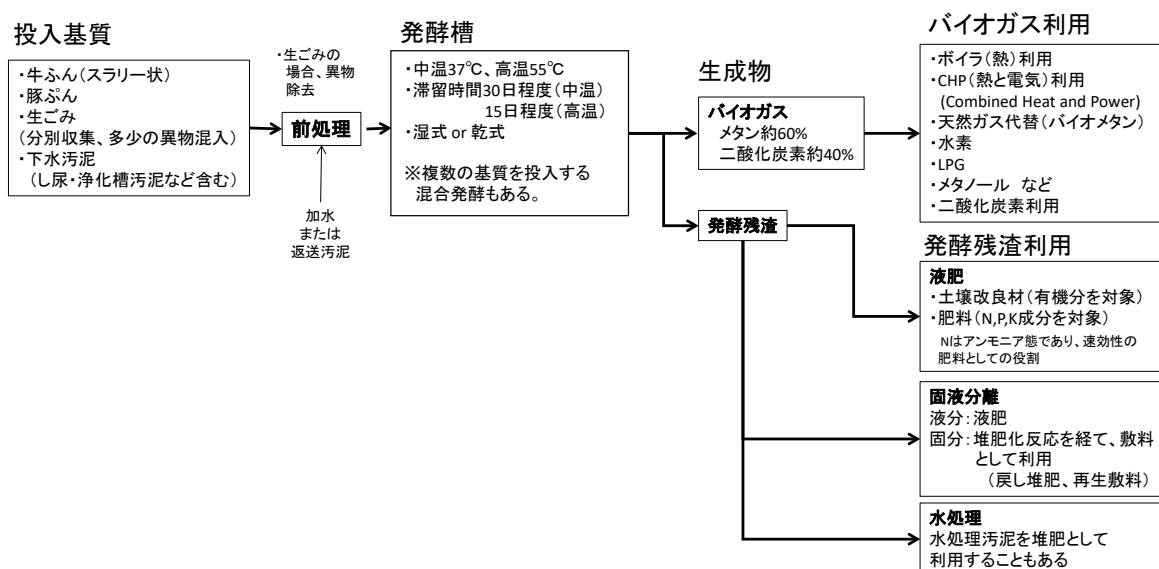 投入基質
・牛ふん(スラリー状)
・豚ぷん
・生ごみ
(分別収集、多少の異物混入)
・下水汚泥
(し尿・浄化槽汚泥など含む)
・生ごみの
場合、異物
除去
前処理
加水
または
返送汚泥
発酵槽
・中温37℃、高温55℃
・滞留時間30日程度(中温)
15日程度(高温)
・湿式 or 乾式
※複数の基質を投入する
混合発酵もある。
生成物
バイオガス
メタン約60%
二酸化炭素約40%
発酵残渣
バイオガス利用
・ボイラ(熱)利用
・CHP(熱と電気)利用
(Combined Heat and Power)
・天然ガス代替(バイオメタン)
・水素
・LPG
・メタノール など
・二酸化炭素利用
発酵残渣利用
液肥
・土壌改良材(有機分を対象)
・肥料(N,P,K成分を対象)
Nはアンモニア態であり、速効性の
肥料としての役割
固液分離
液分:液肥
固分:堆肥化反応を経て、敷料
として利用
(戻し堆肥、再生敷料)
水処理
水処理汚泥を堆肥として
利用することもある